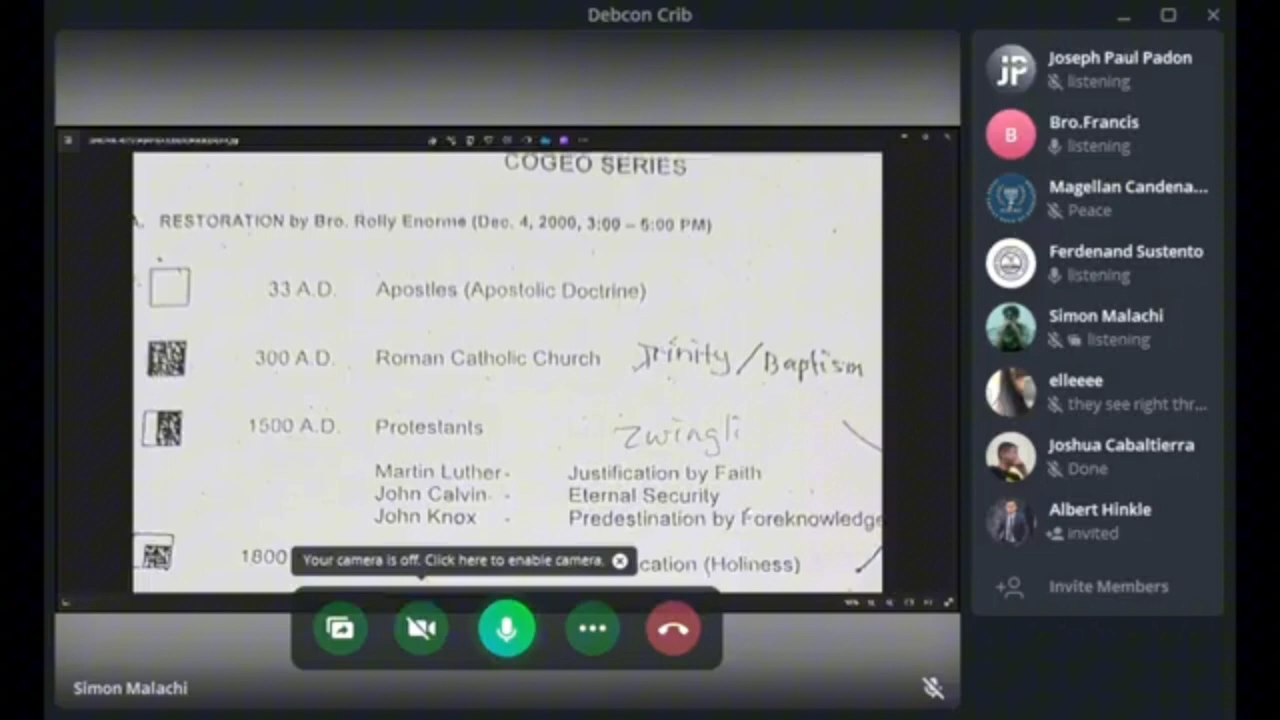 Debcon Crib
COGEO SERIES
A. RESTORATION by Bro. Rolly Enorme (Dec. 4, 2000, 3:00 – 6:00 PM)
33 A.D. Apostles (Apostolic Doctrine)
300 A.D. Roman Catholic Church Trinity/Baptism
1500 A.D. Protestants Zwingli
Martin Luther - Justification by Faith
John Calvin - Eternal Security
John Knox - Predestination by Foreknowledge
1800 cation (Holiness)
Your camera is off. Click here to enable camera.
Simon Malachi
Joseph Paul Padon
listening
B
Bro.Francis
listening
Magellan Candena...
Peace
Ferdenand Sustento
listening
Simon Malachi
listening
elleeee
they see right thr...
Joshua Cabaltierra
Done
Albert Hinkle
invited
Invite Members